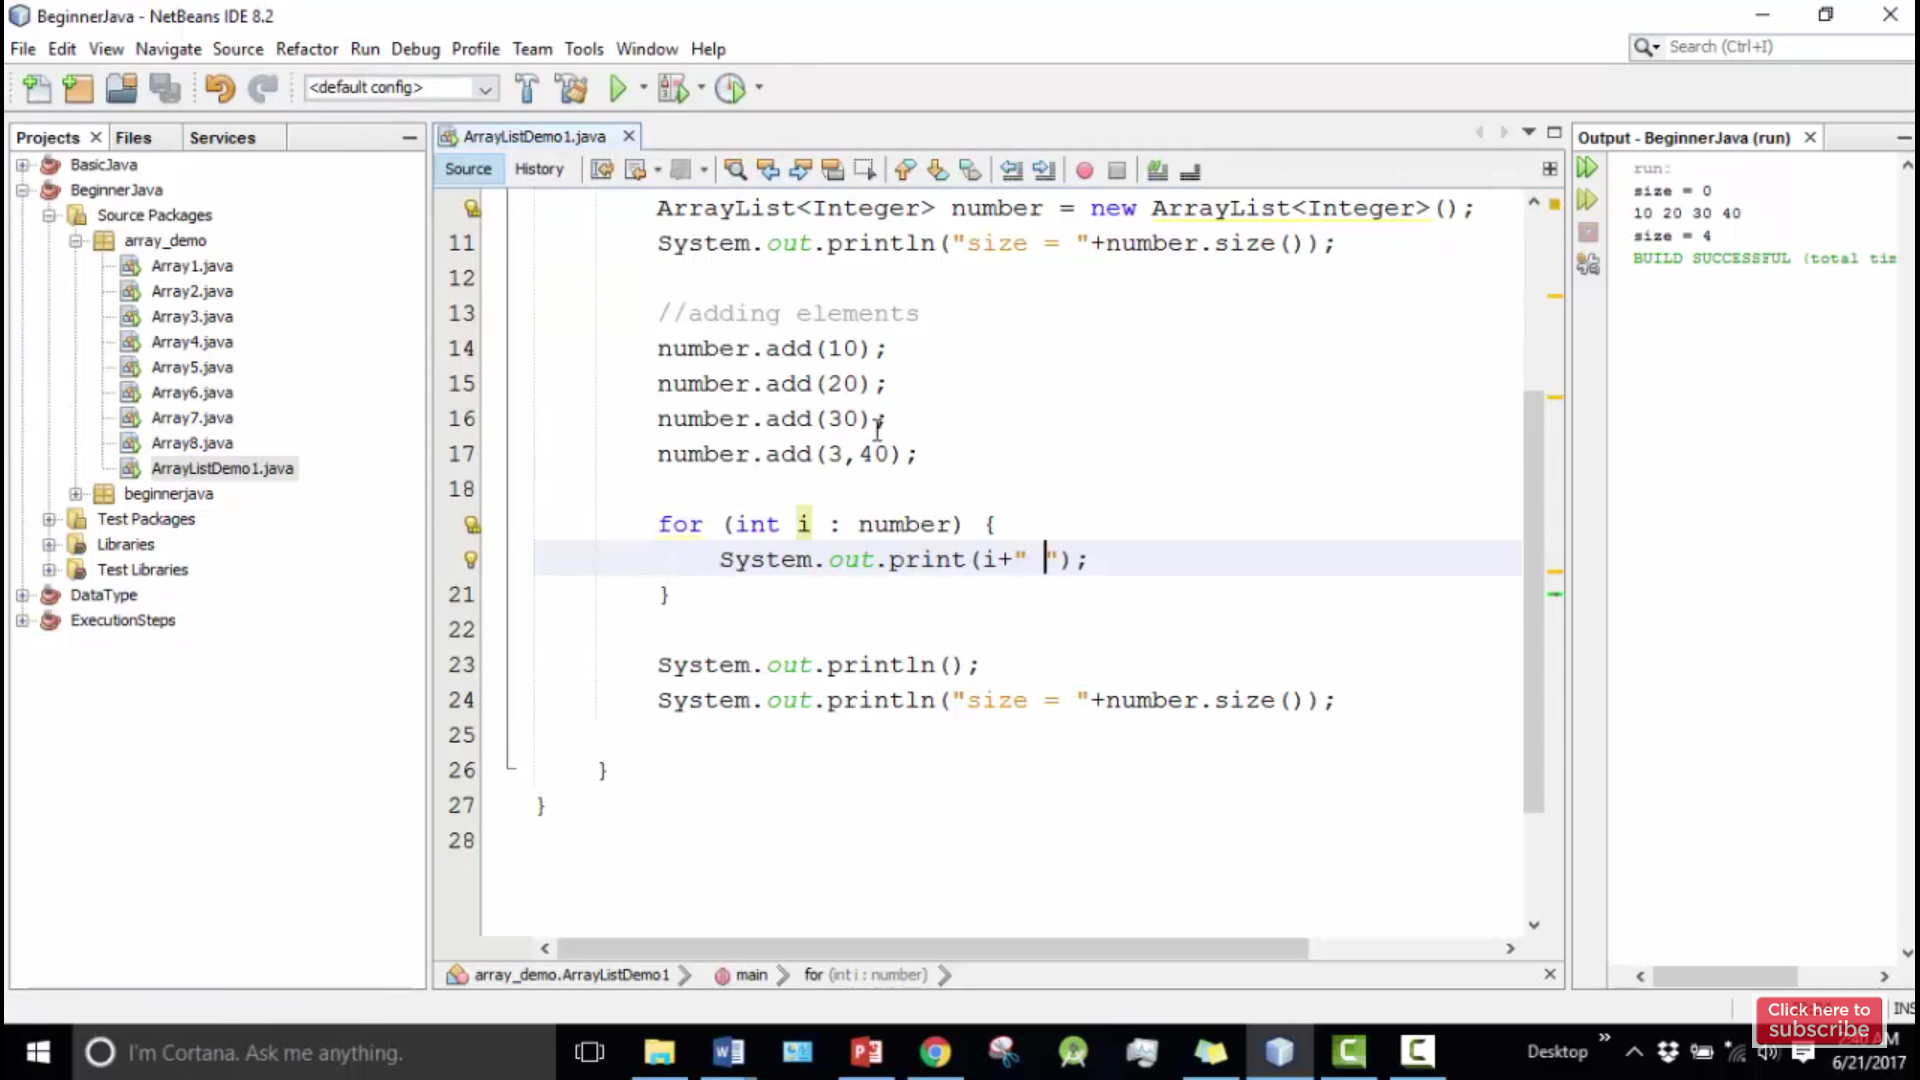 BeginnerJava - NetBeans IDE 8.2
File Edit View Navigate Source Refactor Run Debug Profile Team Tools Window Help
Search (Ctrl+I)
<default config>
Projects Files Services
BasicJava
BeginnerJava
Source Packages
array_demo
Array1.java
Array2.java
Array3.java
Array4.java
Array5.java
Array6.java
Array7.java
Array8.java
ArrayListDemo1.java
beginnerjava
Test Packages
Libraries
Test Libraries
DataType
ExecutionSteps
ArrayListDemo1.java
Source History
ArrayList<Integer> number = new ArrayList<Integer>();
11 System.out.println("size = "+number.size());
12
13 //adding elements
14 number.add(10);
15 number.add(20);
16 number.add(30);
17 number.add(3,40);
18
for (int i : number) {
System.out.print(i+" ");
21 }
22
23 System.out.println();
24 System.out.println("size = "+number.size());
25
26 }
27 }
28
array_demo.ArrayListDemo1 main for (int i : number)
Output - BeginnerJava (run)
run:
size = 0
10 20 30 40
size = 4
BUILD SUCCESSFUL (total tim
INS
Click here to
subscribe
I'm Cortana. Ask me anything.
Desktop
6/21/2017